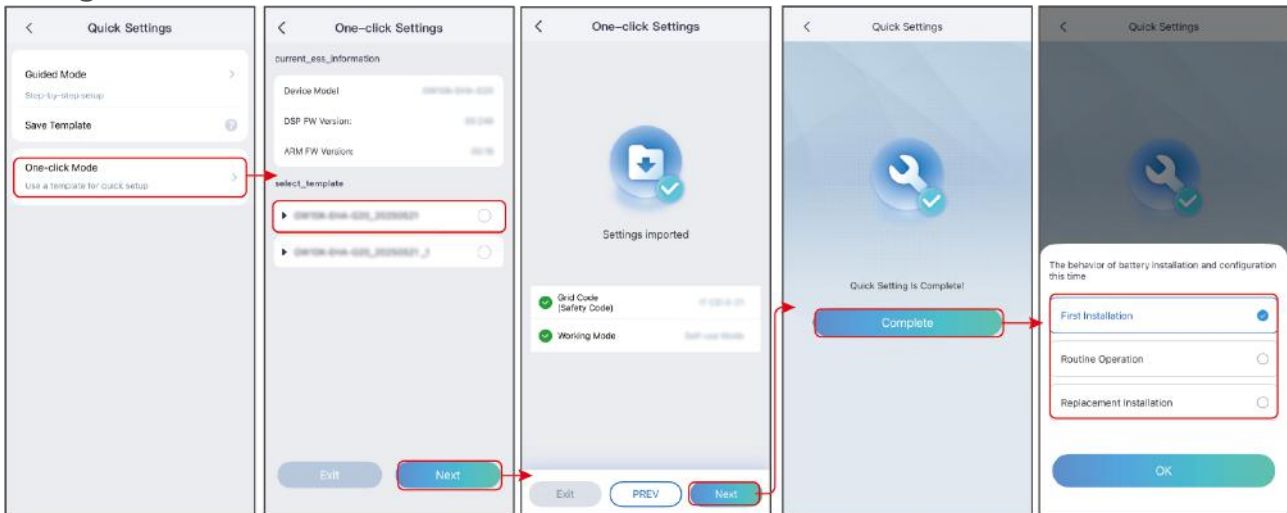 Quick Settings
Guided Mode
Step-by-step setup
Save Template
One-click Mode
Use a template for quick setup
One-click Settings
current_ess_information
Device Model
DSP FW Version:
ARM FW Version:
select_template
Exit
Next
One-click Settings
Settings imported
Grid Code
(Safety Code)
Working Mode
Exit
PREV
Next
Quick Settings
Quick Setting Is Complete!
Complete
Quick Settings
The behavior of battery installation and configuration
this time
First Installation
Routine Operation
Replacement Installation
OK